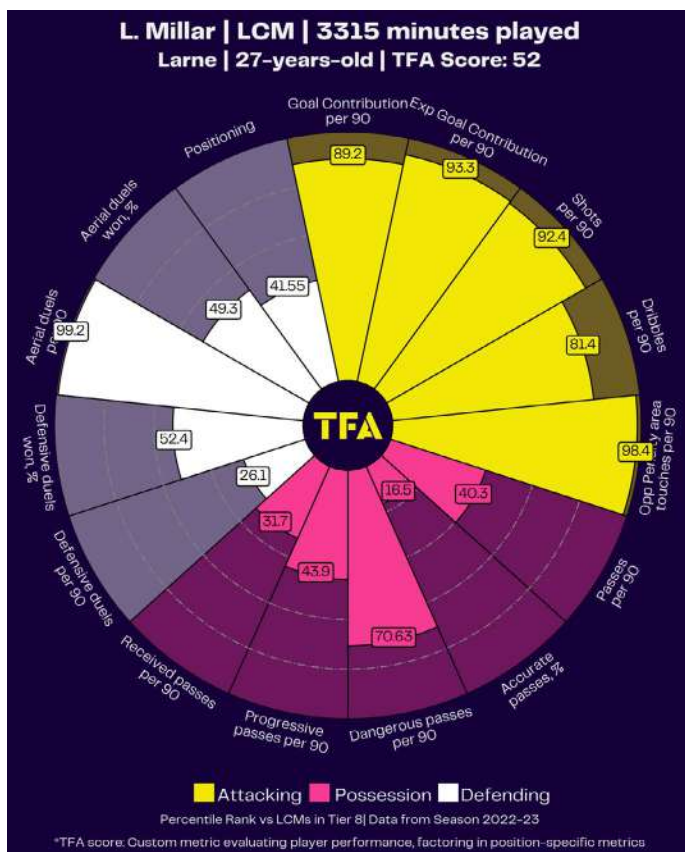 L. Millar | LCM | 3315 minutes played
Larne | 27-years-old | TFA Score: 52
Goal Contribution
per 90
Exp Goal Contribution
per 90
Shots
per 90
Dribbles
per 90
Opp Penalty area
touches per 90
Passes
per 90
Accurate
passes,%
Dangerous passes
per 90
Progressive
passes per 90
Received passes
per 90
Defensive duels
per 90
Defensive duels
won,%
Aerial duels
per 90
Aerial duels
won,%
Positioning
89.2
93.3
92.4
81.4
98.4
40.3
16.5
70.63
43.9
31.7
26.1
52.4
99.2
49.3
41.55
TFA
Attacking Possession Defending
Percentile Rank vs LCMs in Tier 8| Data from Season 2022-23
*TFA score: Custom metric evaluating player performance, factoring in position-specific metrics